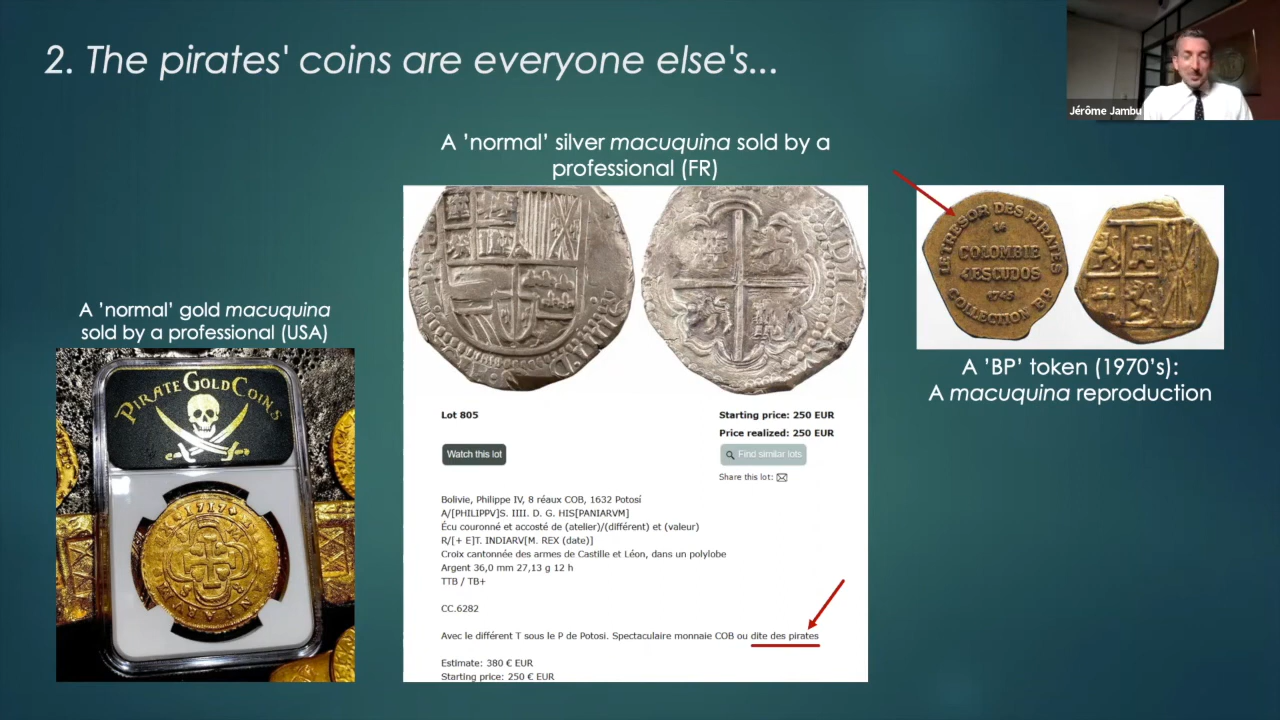 2. The pirates' coins are everyone else's...
Jérôme Jambu
A 'normal' silver macuquina sold by a
professional (FR)
A 'normal' gold macuquina
sold by a professional (USA)
PIRATE GOLD COINS
1717
Lot 805
Watch this lot
Starting price: 250 EUR
Price realized: 250 EUR
Find similar lots
Share this lot:
Bolivie, Philippe IV, 8 réaux COB, 1632 Potosí
A/[PHILIPPV]S. IIII. D. G. HIS[PANIARVM]
Écu couronné et accosté de (atelier)/(différent) et (valeur)
R/[+ E]T. INDIARV[M. REX (date)]
Croix cantonnée des armes de Castille et Léon, dans un polylobe
Argent 36,0 mm 27,13 g 12 h
TTB / TB+
CC.6282
Avec le différent T sous le P de Potosi. Spectaculaire monnaie COB ou dite des pirates
Estimate: 380 € EUR
Starting price: 250 € EUR
LE TRESOR DES PIRATES
16
COLOMBIE
4 ESCUDOS
1745
COLLECTION BP
A 'BP' token (1970's):
A macuquina reproduction